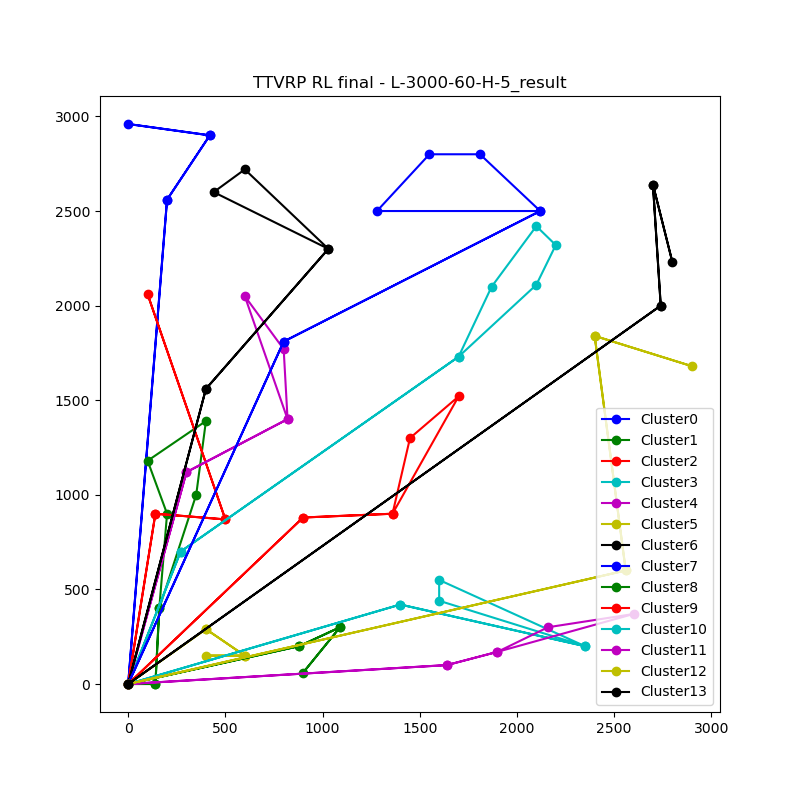 TTVRP RL final - L-3000-60-H-5_result
3000
2500
2000
1500
1000
500
0
Cluster0
Cluster1
Cluster2
Cluster3
Cluster4
Cluster5
Cluster6
Cluster7
Cluster8
Cluster9
Cluster10
Cluster11
Cluster12
Cluster13
0 500 1000 1500 2000 2500 3000